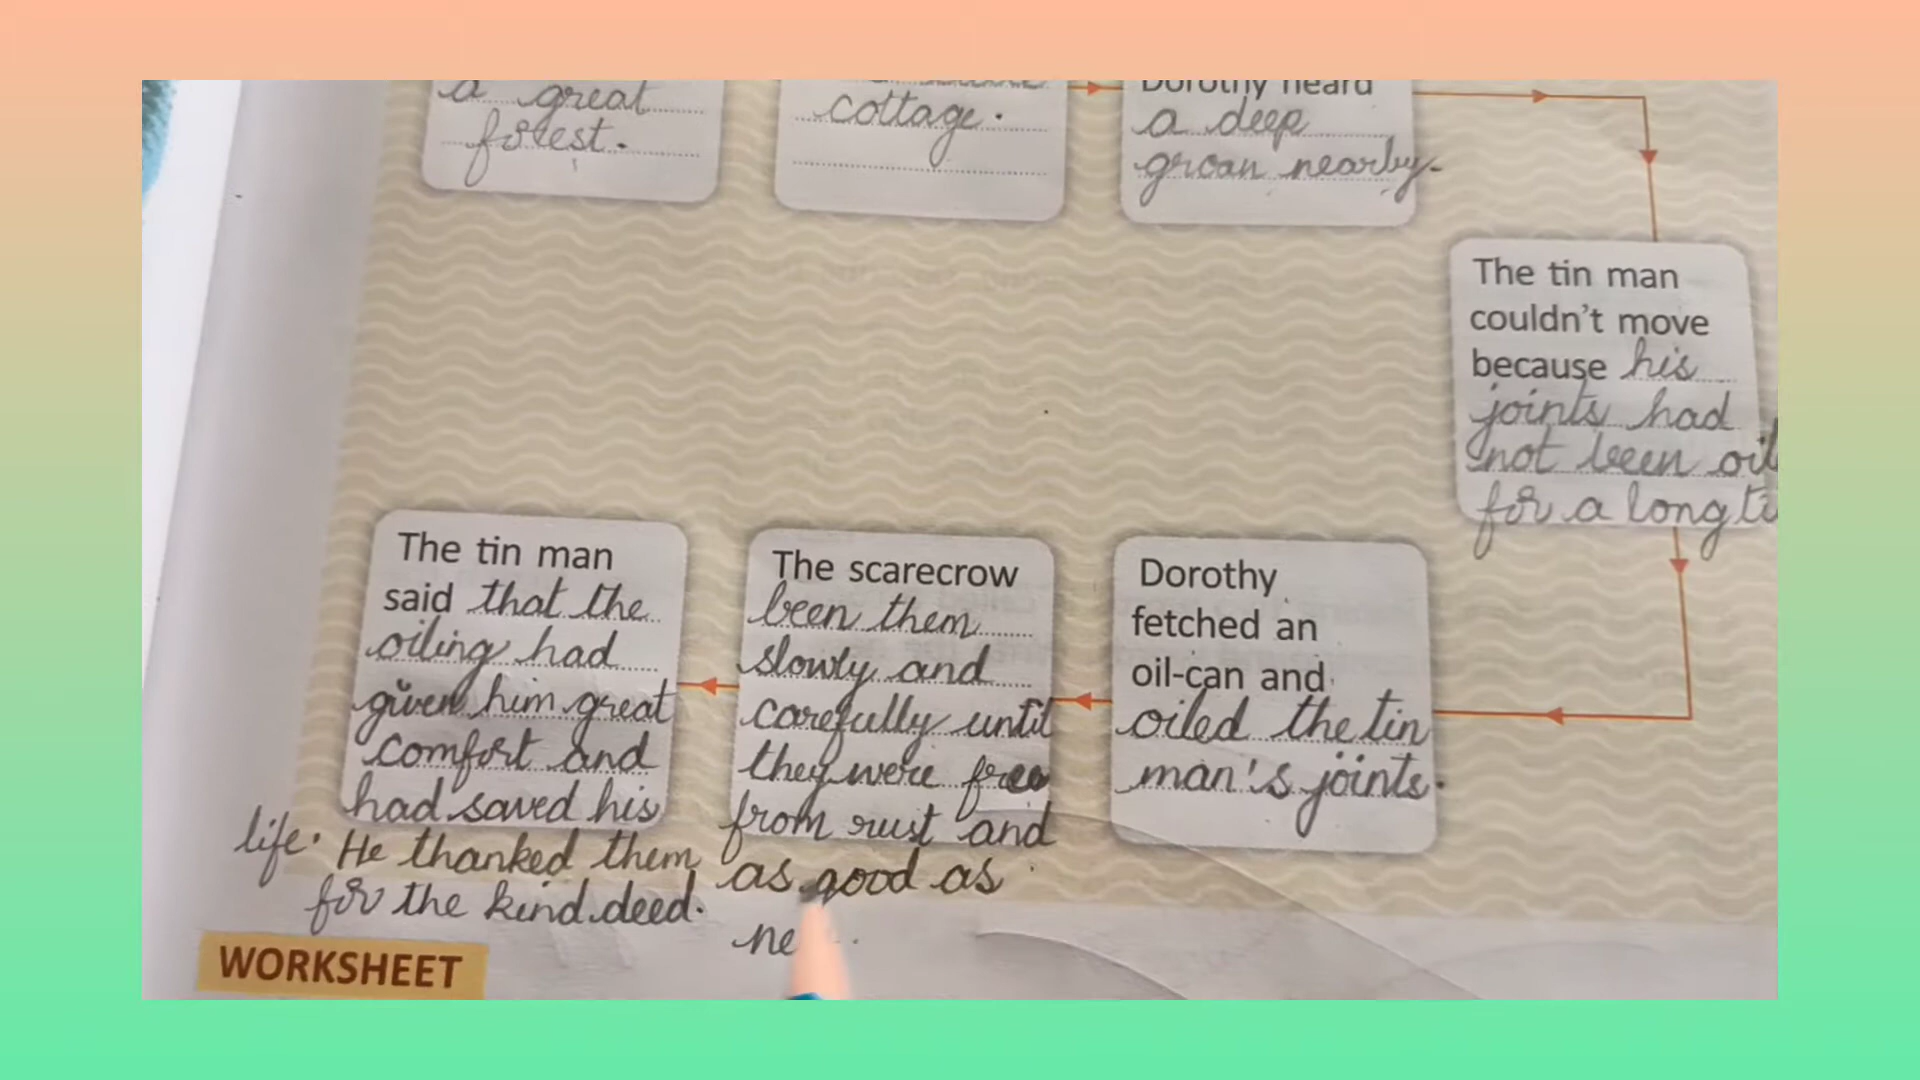 a great
forest.
cottage.
Dorothy heard
a deep
groan nearby.
The tin man
couldn't move
because his
joints had
not been oil
for a long ti
The tin man
said that the
oiling had
given him great
comfort and
had saved his
life. He thanked them
for the kind deed.
The scarecrow
been them
slowly and
carefully until
they were free
from rust and
as good as
ne
Dorothy
fetched an
oil-can and
oiled the tin
man's joints.
WORKSHEET